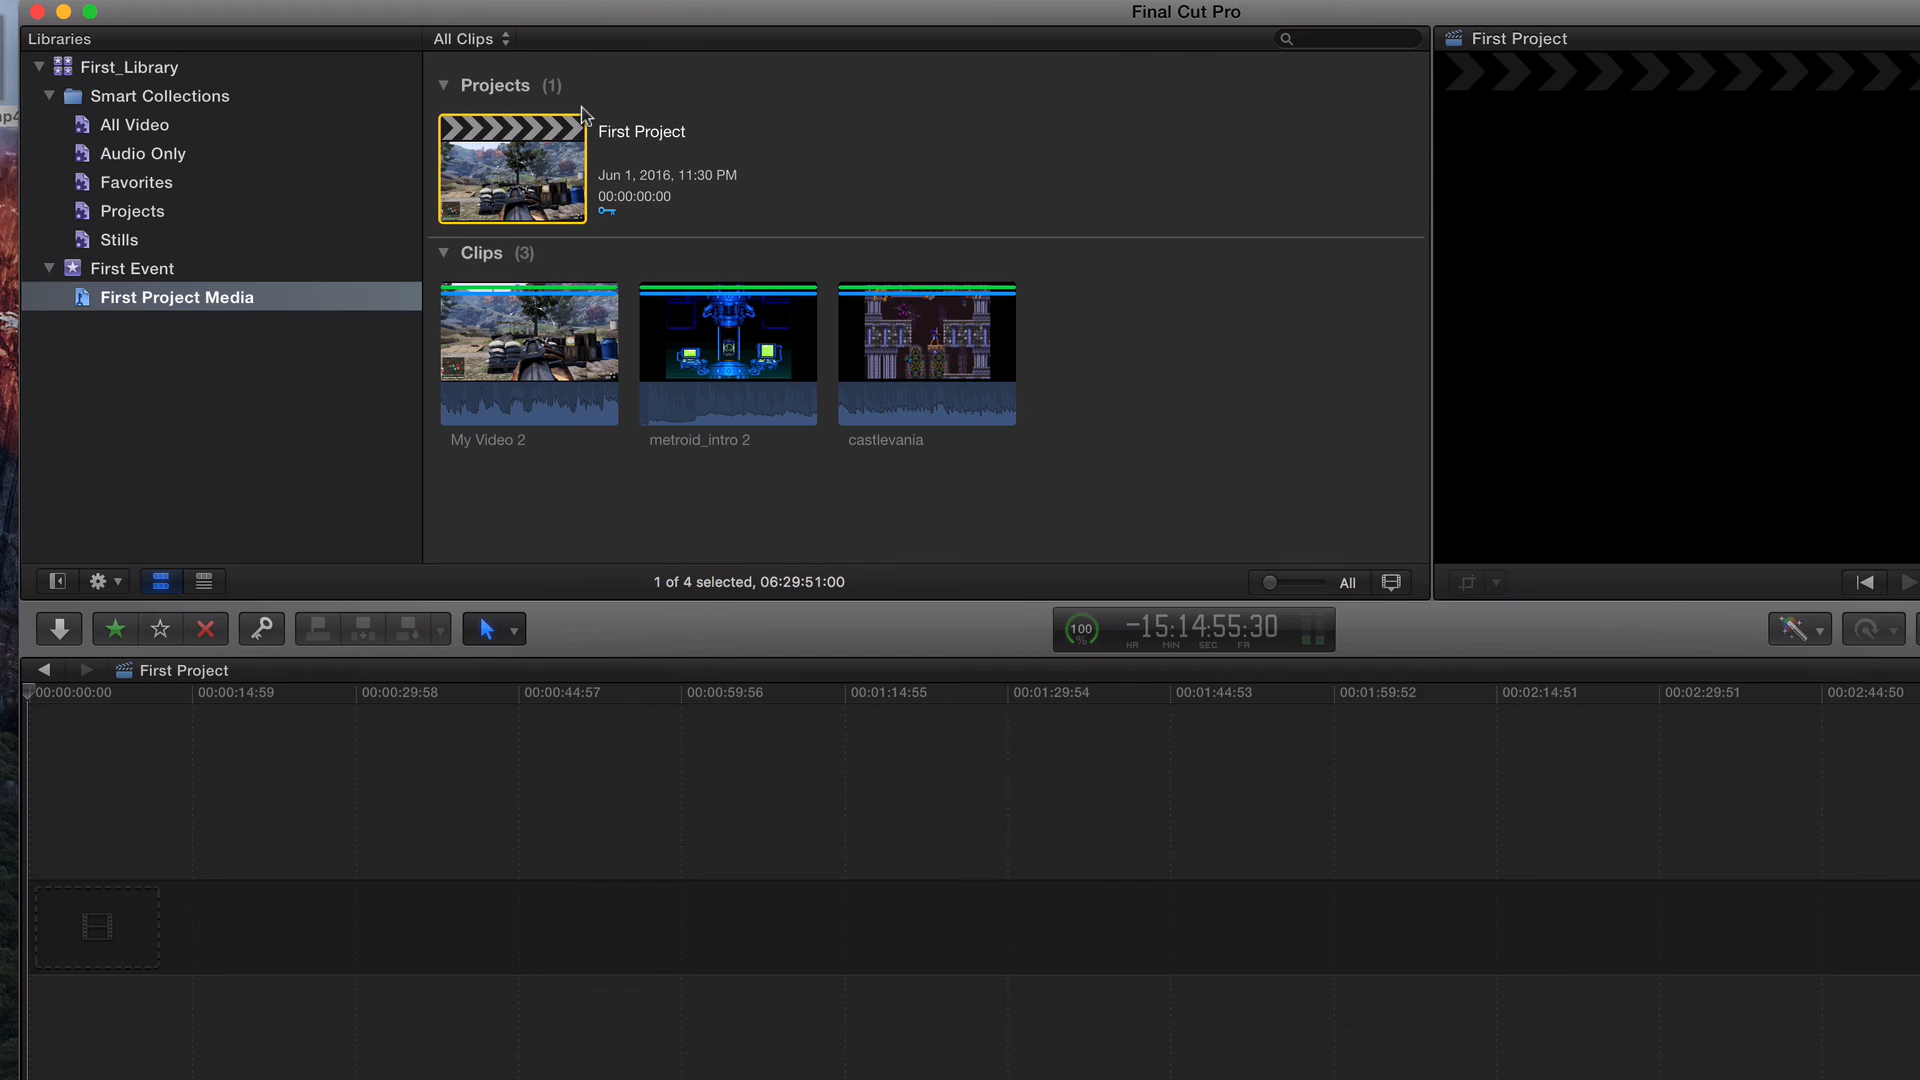 Final Cut Pro
Libraries
All Clips
First Project
First_Library
Smart Collections
All Video
Audio Only
Favorites
Projects
Stills
First Event
First Project Media
Projects (1)
First Project
Jun 1, 2016, 11:30 PM
00:00:00:00
Clips (3)
My Video 2
metroid_intro 2
castlevania
1 of 4 selected, 06:29:51:00
All
100
%
-15:14:55:30
HR MIN SEC FR
First Project
00:00:00:00
00:00:14:59
00:00:29:58
00:00:44:57
00:00:59:56
00:01:14:55
00:01:29:54
00:01:44:53
00:01:59:52
00:02:14:51
00:02:29:51
00:02:44:50
np4